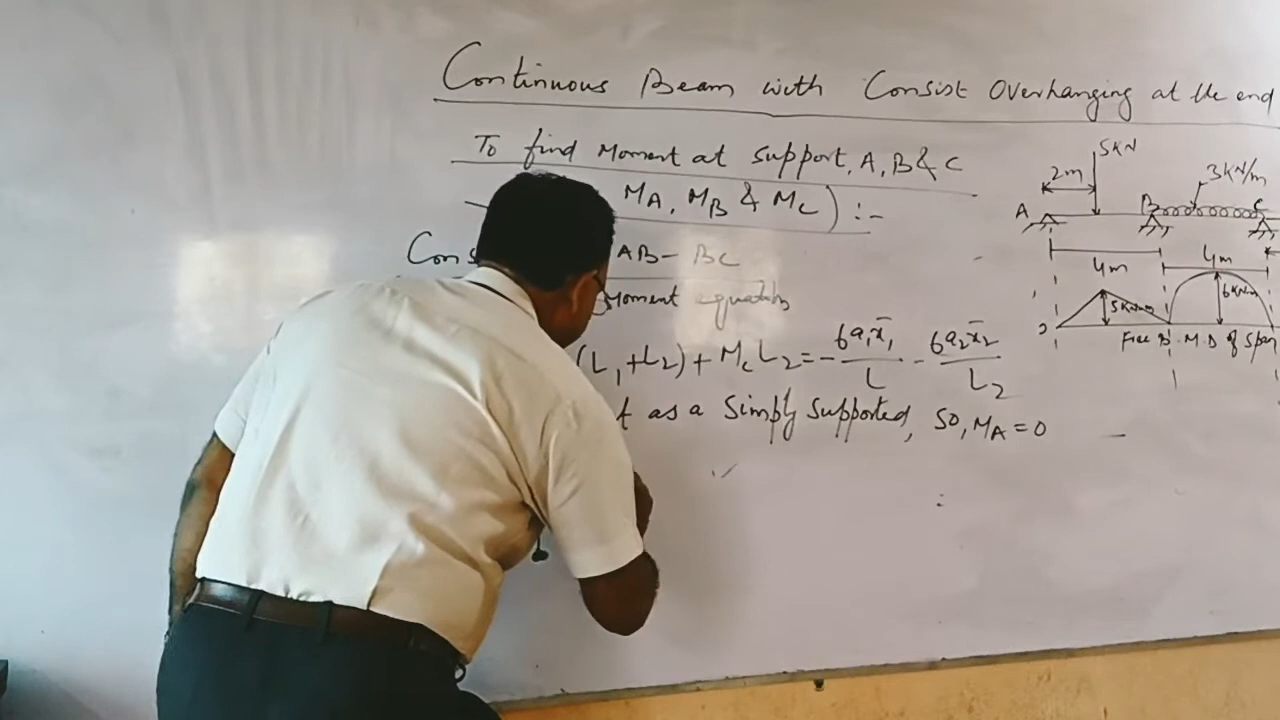 Continuous Beam with Consist Overhanging at the end
To find Moment at support, A, B & C
MA, MB & MC) :-
AB - BC
Moment equation
(L1+L2) + McL2 = - 6a1x̄1/L - 6a2x̄2/L2
as a Simply Supported, So, MA = 0
5KN
2m
3KN/m
A
B
C
4m
4m
5KNm
6KNm
Free B.M.D of Span